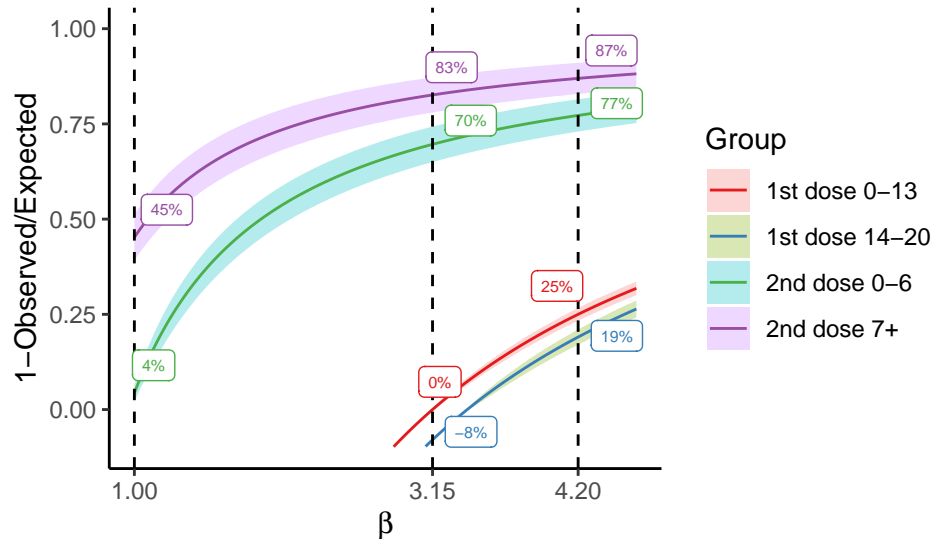 1.00
87%
83%
77%
0.75
70%
Group
1st dose 0−13
0.50
45%
1st dose 14−20
2nd dose 0−6
2nd dose 7+
25%
0.25
19%
4%
0%
0.00
−8%
1−Observed/Expected
1.00
3.15
4.20
β